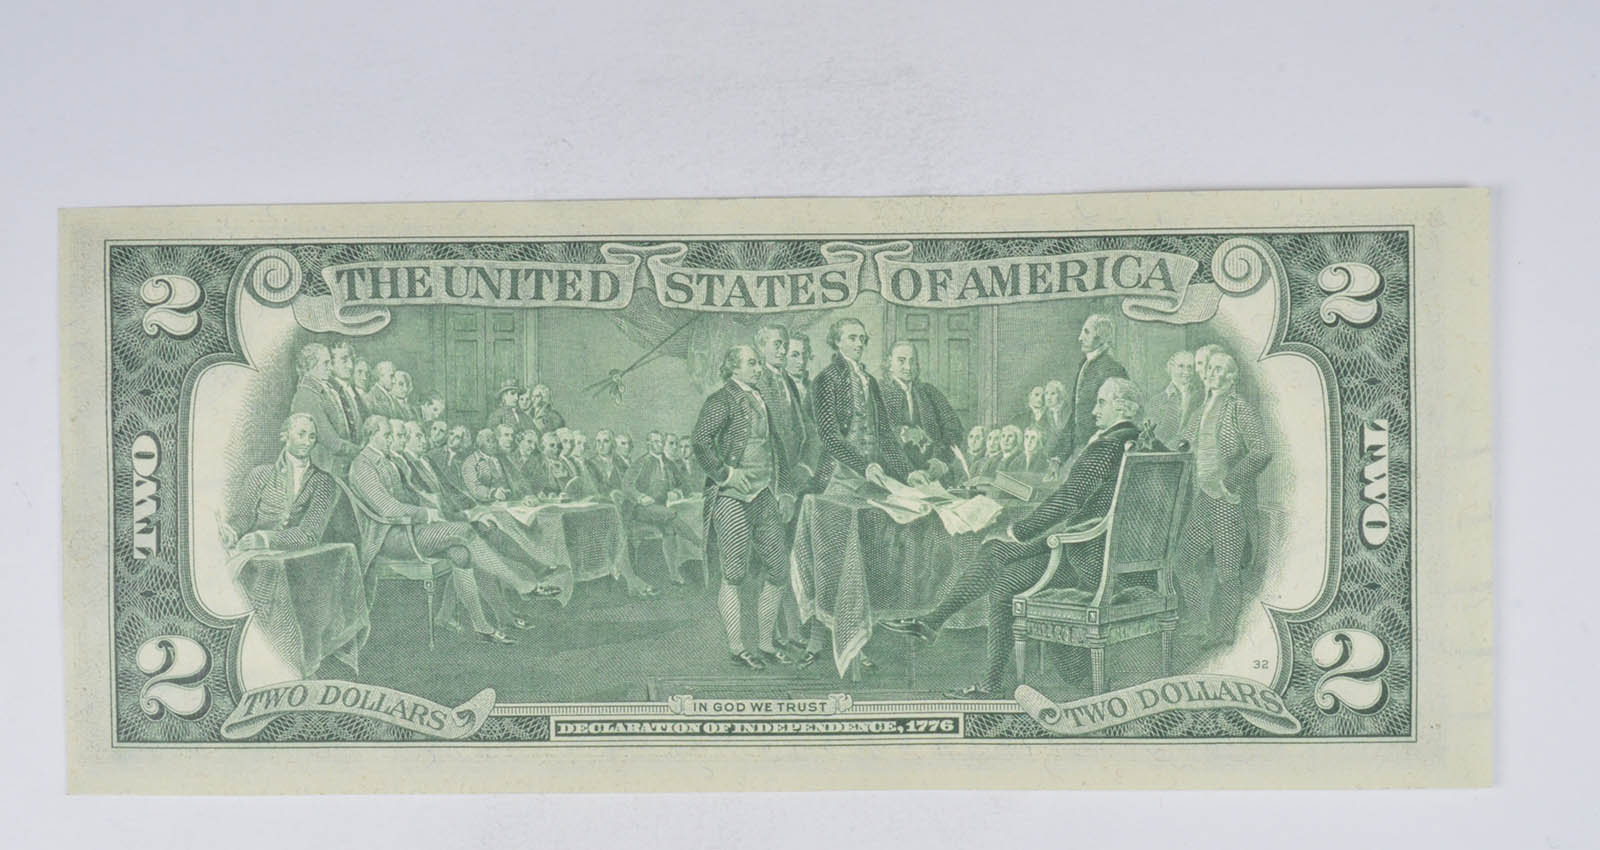 THE UNITED STATES OF AMERICA
2 2
TWO TWO
2 2
32
TWO DOLLARS IN GOD WE TRUST TWO DOLLARS
DECLARATION OF INDEPENDENCE, 1776